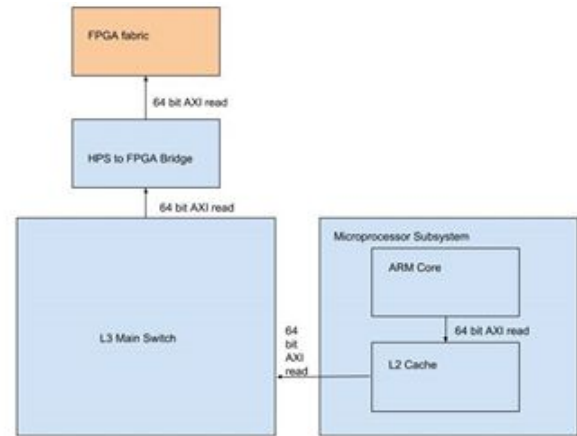 FPGA fabric
64 bit AXI read
HPS to FPGA Bridge
64 bit AXI read
Microprocessor Subsystem
ARM Core
64 bit AXI read
L3 Main Switch
64
bit
AXI
read
L2 Cache